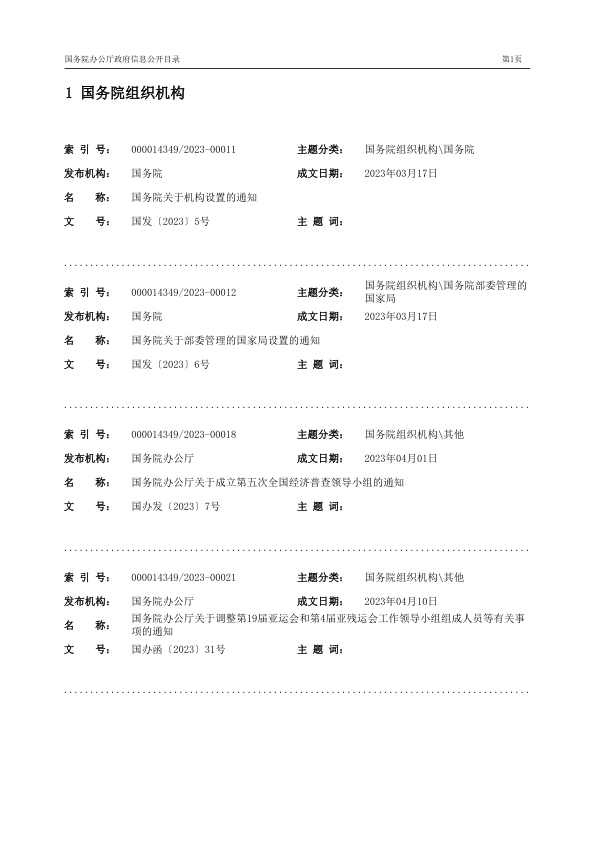 国务院办公厅政府信息公开目录 第1页
1 国务院组织机构
索 引 号： 000014349/2023-00011 主题分类： 国务院组织机构\国务院
发布机构： 国务院 成文日期： 2023年03月17日
名 称： 国务院关于机构设置的通知
文 号： 国发〔2023〕5号 主 题 词：
索 引 号： 000014349/2023-00012 主题分类： 国务院组织机构\国务院部委管理的
国家局
发布机构： 国务院 成文日期： 2023年03月17日
名 称： 国务院关于部委管理的国家局设置的通知
文 号： 国发〔2023〕6号 主 题 词：
索 引 号： 000014349/2023-00018 主题分类： 国务院组织机构\其他
发布机构： 国务院办公厅 成文日期： 2023年04月01日
名 称： 国务院办公厅关于成立第五次全国经济普查领导小组的通知
文 号： 国办发〔2023〕7号 主 题 词：
索 引 号： 000014349/2023-00021 主题分类： 国务院组织机构\其他
发布机构： 国务院办公厅 成文日期： 2023年04月10日
名 称： 国务院办公厅关于调整第19届亚运会和第4届亚残运会工作领导小组组成人员等有关事
项的通知
文 号： 国办函〔2023〕31号 主 题 词：